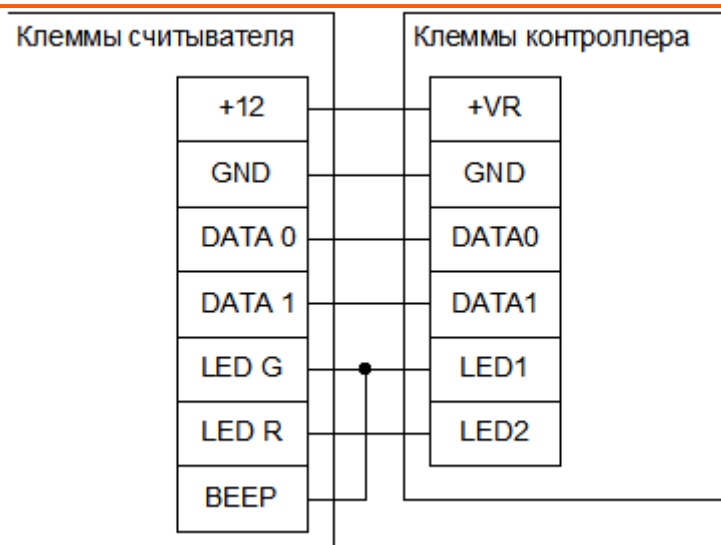 Клеммы считывателя
Клеммы контроллера
+12
+VR
GND
GND
DATA 0
DATA0
DATA 1
DATA1
LED G
LED1
LED R
LED2
BEEP